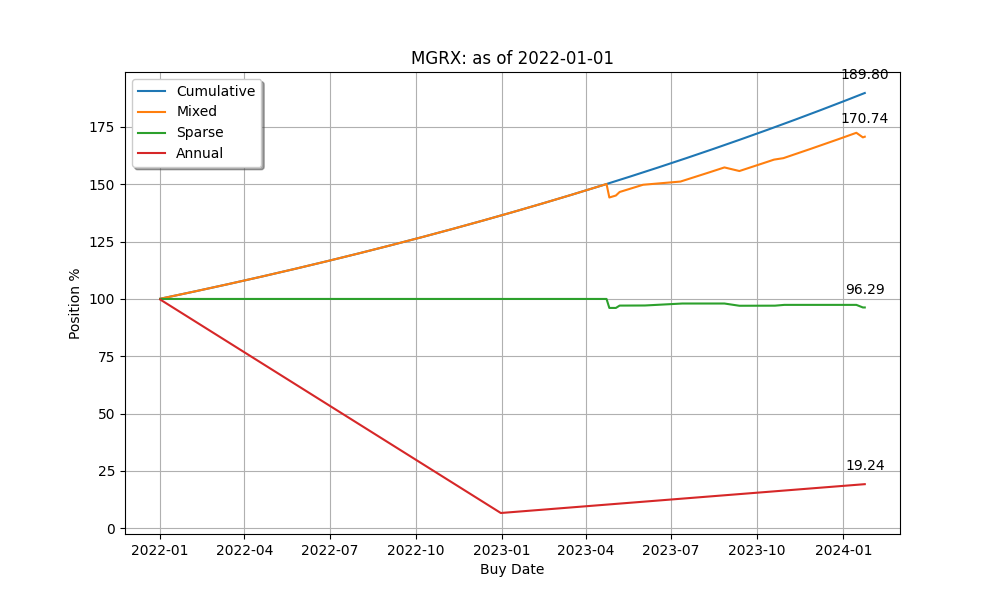 MGRX: as of 2022-01-01
189.80
Cumulative
Mixed
Sparse
Annual
170.74
96.29
19.24
175
150
125
100
75
50
25
0
Position %
2022-01 2022-04 2022-07 2022-10 2023-01 2023-04 2023-07 2023-10 2024-01
Buy Date